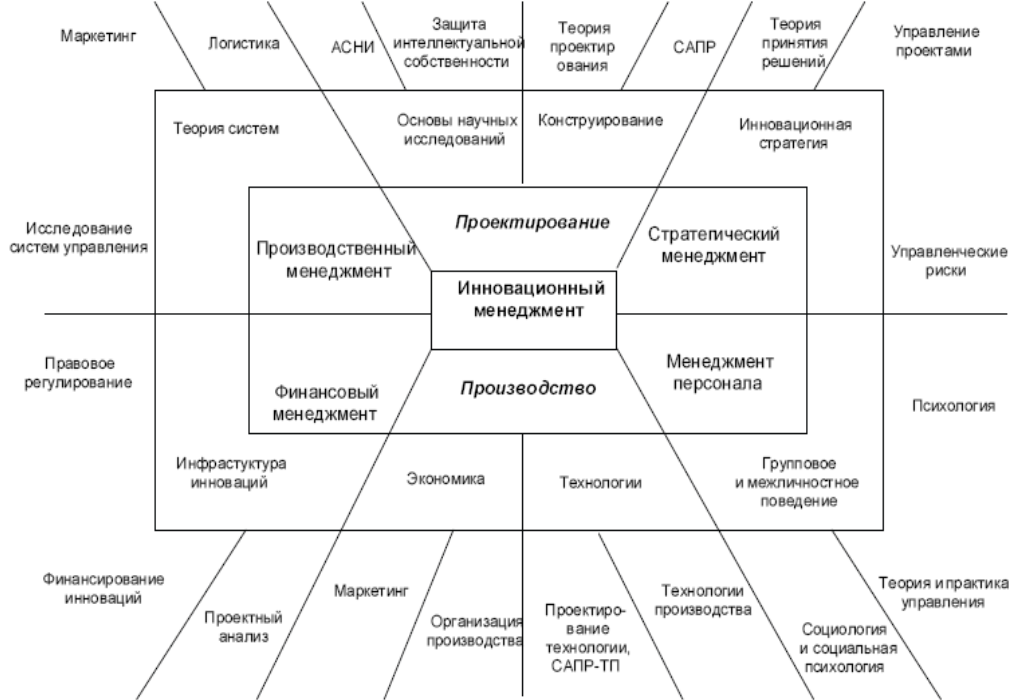 Маркетинг
Логистика
АСНИ
Защита
интеллектуальной
собственности
Теория
проектир
ования
САПР
Теория
принятия
решений
Управление
проектами
Теория систем
Основы научных
исследований
Конструирование
Инновационная
стратегия
Исследование
систем управления
Производственный
менеджмент
Проектирование
Стратегический
менеджмент
Управленческие
риски
Инновационный
менеджмент
Правовое
регулирование
Финансовый
менеджмент
Производство
Менеджмент
персонала
Психология
Инфрастуктура
инноваций
Экономика
Технологии
Групповое
и межличностное
поведение
Финансирование
инноваций
Проектный
анализ
Маркетинг
Организация
производства
Проектиро-
вание
технологии,
САПР-ТП
Технологии
производства
Социология
и социальная
психология
Теория и практика
управления